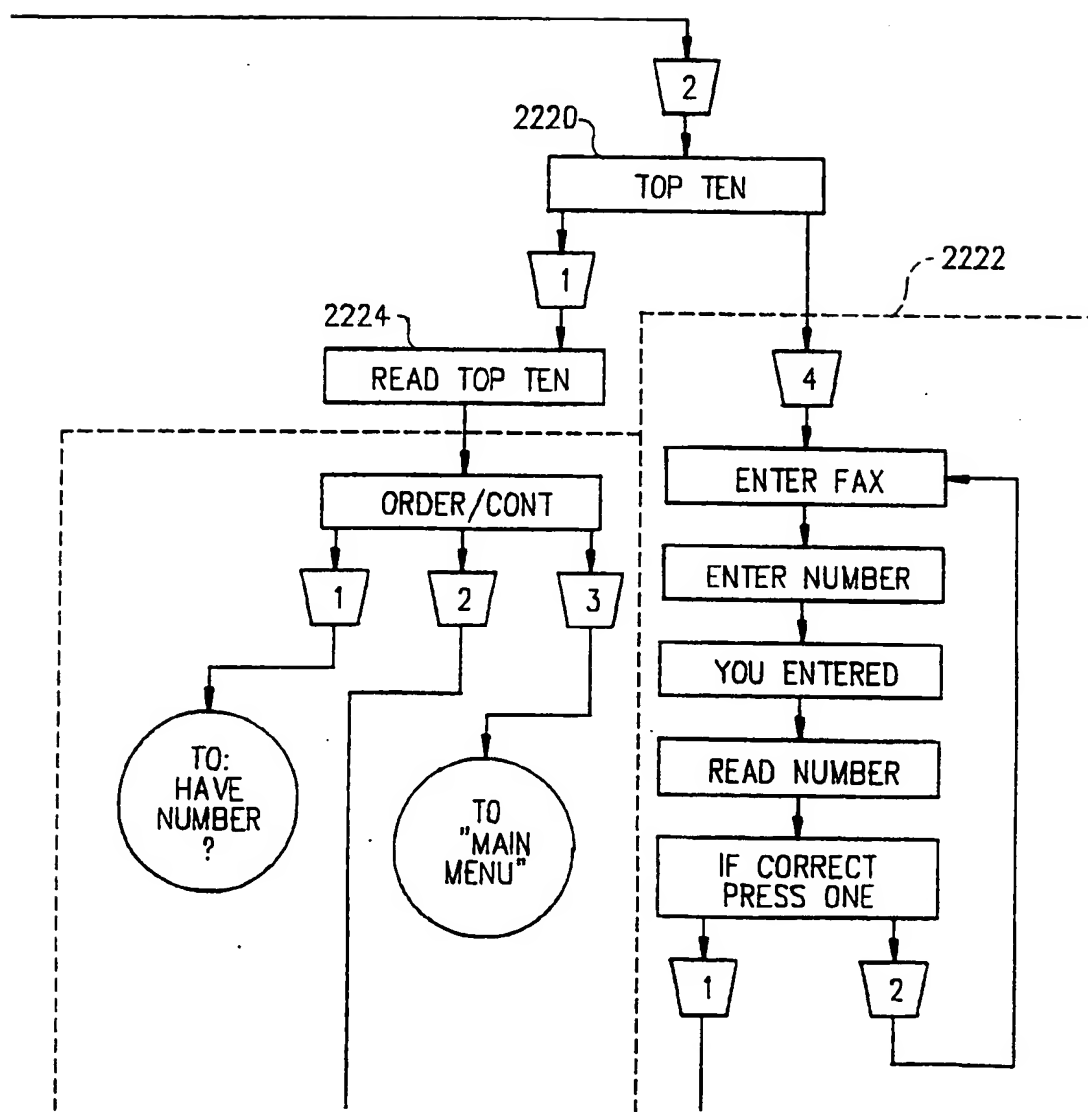 2
2220
TOP TEN
1
2222
2224
READ TOP TEN
4
ORDER/CONT
ENTER FAX
1
2
3
ENTER NUMBER
YOU ENTERED
TO:
HAVE
NUMBER
?
TO
"MAIN
MENU"
READ NUMBER
IF CORRECT
PRESS ONE
1
2